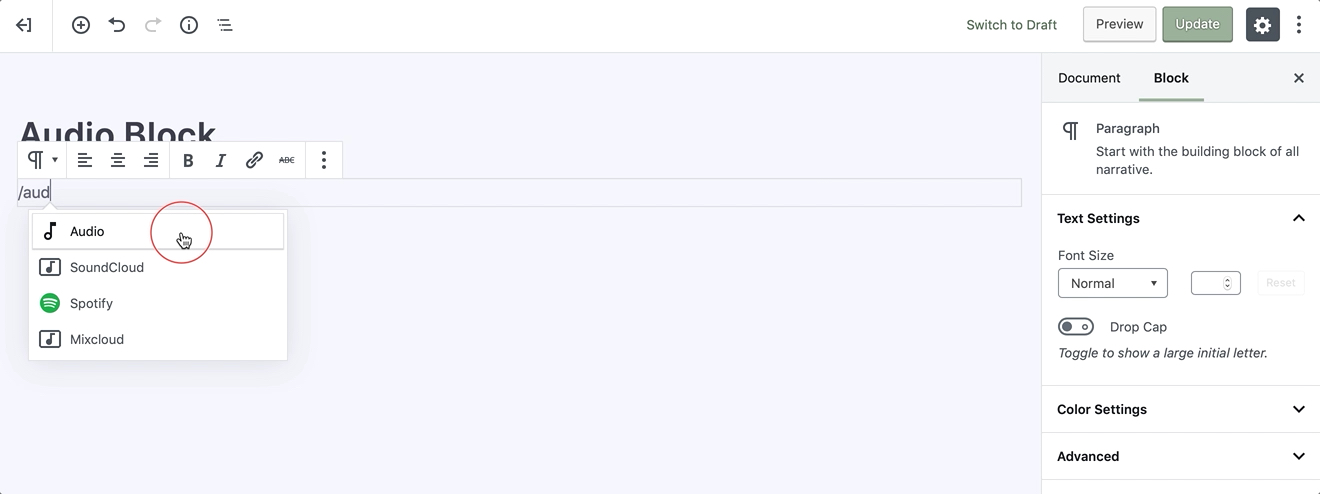 Switch to Draft
Preview
Update
Document
Block
Audio Block
B
I
ABC
/aud
Audio
SoundCloud
Spotify
Mixcloud
Paragraph
Start with the building block of all
narrative.
Text Settings
Font Size
Normal
Reset
Drop Cap
Toggle to show a large initial letter.
Color Settings
Advanced